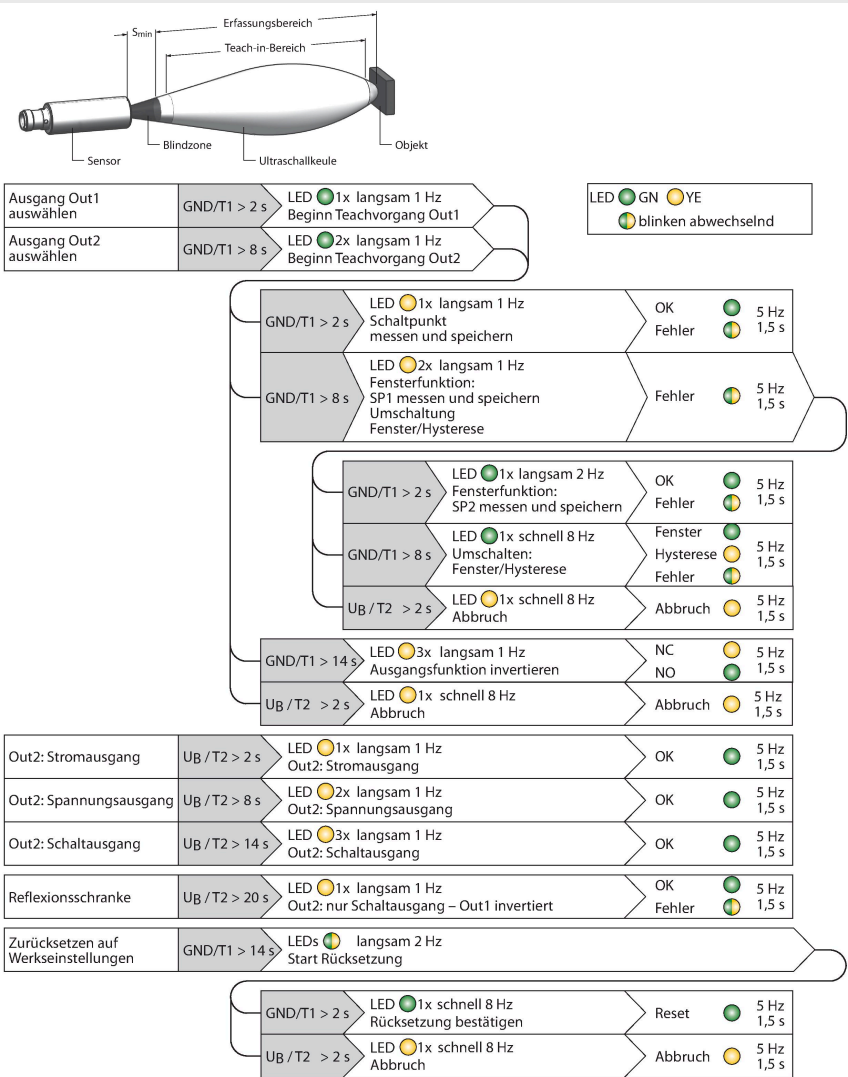 Erfassungsbereich
Smin
Teach-in-Bereich
Blindzone
Objekt
Sensor
Ultraschallkeule
Ausgang Out1
auswählen
GND/T1 > 2 s
LED 1x langsam 1 Hz
Beginn Teachvorgang Out1
LED GN YE
blinken abwechselnd
Ausgang Out2
auswählen
GND/T1 > 8 s
LED 2x langsam 1 Hz
Beginn Teachvorgang Out2
GND/T1 > 2 s
LED 1x langsam 1 Hz
Schaltpunkt
messen und speichern
OK
Fehler
5 Hz
1,5 s
GND/T1 > 8 s
LED 2x langsam 1 Hz
Fensterfunktion:
SP1 messen und speichern
Umschaltung
Fenster/Hysterese
Fehler
5 Hz
1,5 s
GND/T1 > 2 s
LED 1x langsam 2 Hz
Fensterfunktion:
SP2 messen und speichern
OK
Fehler
5 Hz
1,5 s
GND/T1 > 8 s
LED 1x schnell 8 Hz
Umschalten:
Fenster/Hysterese
Fenster
Hysterese
Fehler
5 Hz
1,5 s
UB / T2 > 2 s
LED 1x schnell 8 Hz
Abbruch
Abbruch
5 Hz
1,5 s
GND/T1 > 14 s
LED 3x langsam 1 Hz
Ausgangsfunktion invertieren
NC
NO
5 Hz
1,5 s
UB / T2 > 2 s
LED 1x schnell 8 Hz
Abbruch
Abbruch
5 Hz
1,5 s
Out2: Stromausgang
UB / T2 > 2 s
LED 1x langsam 1 Hz
Out2: Stromausgang
OK
5 Hz
1,5 s
Out2: Spannungsausgang
UB / T2 > 8 s
LED 2x langsam 1 Hz
Out2: Spannungsausgang
OK
5 Hz
1,5 s
Out2: Schaltausgang
UB / T2 > 14 s
LED 3x langsam 1 Hz
Out2: Schaltausgang
OK
5 Hz
1,5 s
Reflexionsschranke
UB / T2 > 20 s
LED 1x langsam 1 Hz
Out2: nur Schaltausgang – Out1 invertiert
OK
Fehler
5 Hz
1,5 s
Zurücksetzen auf
Werkseinstellungen
GND/T1 > 14 s
LEDs langsam 2 Hz
Start Rücksetzung
GND/T1 > 2 s
LED 1x schnell 8 Hz
Rücksetzung bestätigen
Reset
5 Hz
1,5 s
UB / T2 > 2 s
LED 1x schnell 8 Hz
Abbruch
Abbruch
5 Hz
1,5 s